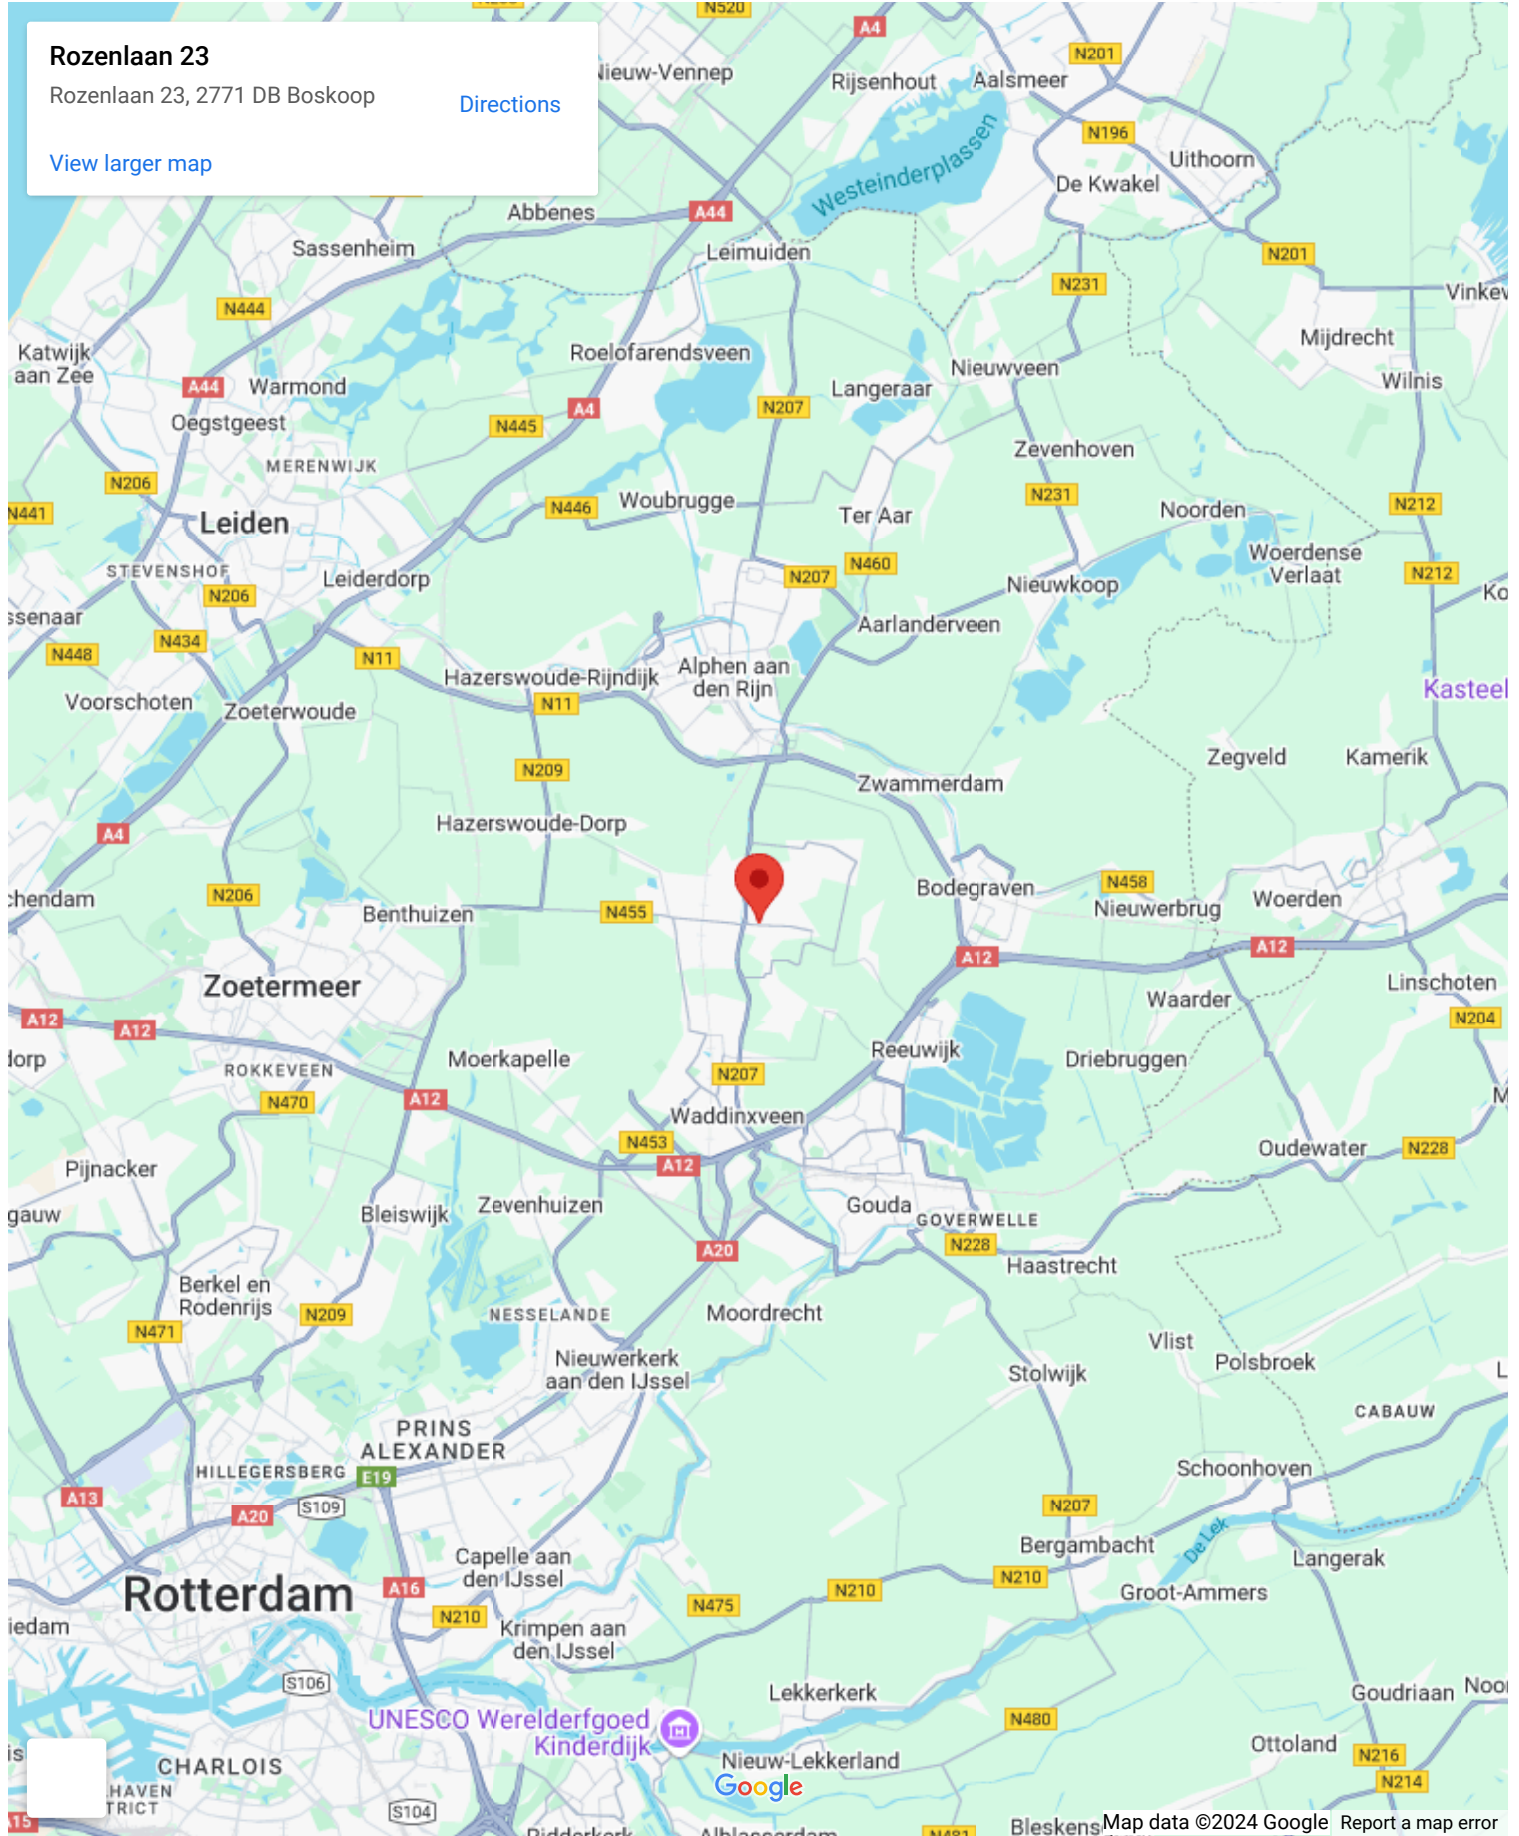 Rozenlaan 23
Rozenlaan 23, 2771 DB Boskoop
Directions
View larger map
N520
A4
N201
Nieuw-Vennep
Rijsenhout
Aalsmeer
N196
Uithoorn
Westeinderplassen
De Kwakel
Abbenes
A44
Sassenheim
Leimuiden
N201
N231
Vinkev
N444
Mijdrecht
Katwijk
aan Zee
Roelofarendsveen
Nieuwveen
A44
Warmond
Langeraar
Wilnis
A4
N207
Oegstgeest
N445
Zevenhoven
MERENWIJK
N206
N231
N441
N446
Woubrugge
Ter Aar
Noorden
N212
Leiden
Woerdense
Verlaat
STEVENSHOF
Leiderdorp
N207
N460
Nieuwkoop
N212
N206
Ko
ssenaar
Aarlanderveen
N434
N448
N11
Hazerswoude-Rijndijk
Alphen aan
den Rijn
Kasteel
Voorschoten
Zoeterwoude
N11
Zegveld
Kamerik
N209
Zwammerdam
Hazerswoude-Dorp
A4
chendam
N206
Benthuizen
N455
Bodegraven
N458
Nieuwerbrug
Woerden
A12
A12
Zoetermeer
Linschoten
Waarder
A12
A12
N204
dorp
ROKKEVEEN
Moerkapelle
Reeuwijk
Driebruggen
N207
N470
A12
M
Waddinxveen
N453
A12
Oudewater
N228
Pijnacker
gauw
Bleiswijk
Zevenhuizen
Gouda
GOVERWELLE
N228
A20
Haastrecht
Berkel en
Rodenrijs
N209
NESSELANDE
Moordrecht
N471
Vlist
Polsbroek
Nieuwerkerk
aan den IJssel
Stolwijk
L
CABAUW
PRINS
ALEXANDER
HILLEGERSBERG
E19
Schoonhoven
A13
S109
A20
N207
De Lek
Bergambacht
Capelle aan
den IJssel
Langerak
Rotterdam
A16
N210
N210
Groot-Ammers
N475
N210
iedam
Krimpen aan
den IJssel
S106
Lekkerkerk
Goudriaan
Noor
UNESCO Werelderfgoed
Kinderdijk
N480
is
CHARLOIS
Nieuw-Lekkerland
Ottoland
N216
Google
HAVEN
TRICT
N214
S104
A15
Ridderkerk
Alblasserdam
N481
Bleskens
Map data ©2024 Google
Report a map error